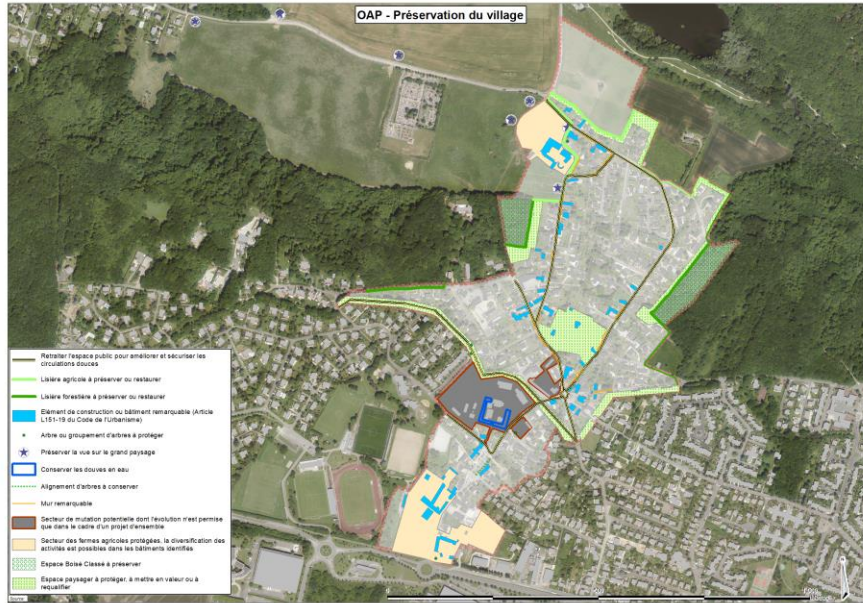 OAP - Préservation du village
Retraiter l'espace public pour améliorer et sécuriser les
circulations douces
Lisière agricole à préserver ou restaurer
Lisière forestière à préserver ou restaurer
Elément de construction ou bâtiment remarquable (Article
L151-19 du Code de l'Urbanisme)
Arbre ou groupement d'arbres à protéger
Préserver la vue sur le grand paysage
Conserver les douves en eau
Alignement d'arbres à conserver
Mur remarquable
Secteur de mutation potentielle dont l'évolution n'est permise
que dans le cadre d'un projet d'ensemble
Secteur des fermes agricoles protégées, la diversification des
activités est possibles dans les bâtiments identifiés
Espace Boisé Classé à préserver
Espace paysager à protéger, à mettre en valeur ou à
requalifier
Source :
0